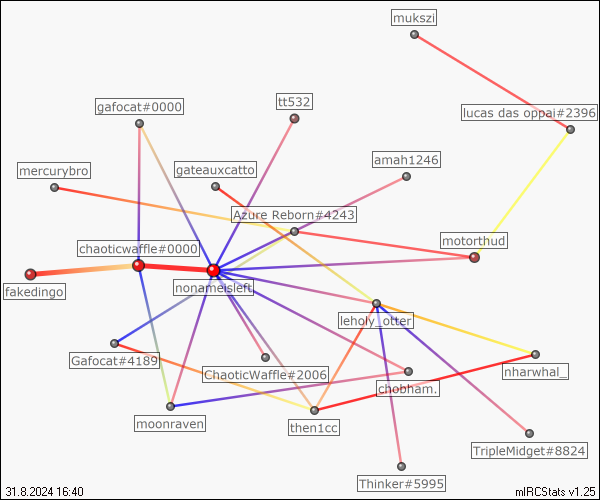 mukszi
gafocat#0000
tt532
lucas das oppai#2396
mercurybro
gateauxcatto
amah1246
Azure Reborn#4243
chaoticwaffle#0000
motorthud
fakedingo
nonameisleft
leholy_otter
Gafocat#4189
ChaoticWaffle#2006
nharwhal_
chobham.
moonraven
then1cc
TripleMidget#8824
Thinker#5995
31.8.2024 16:40
mIRCStats v1.25